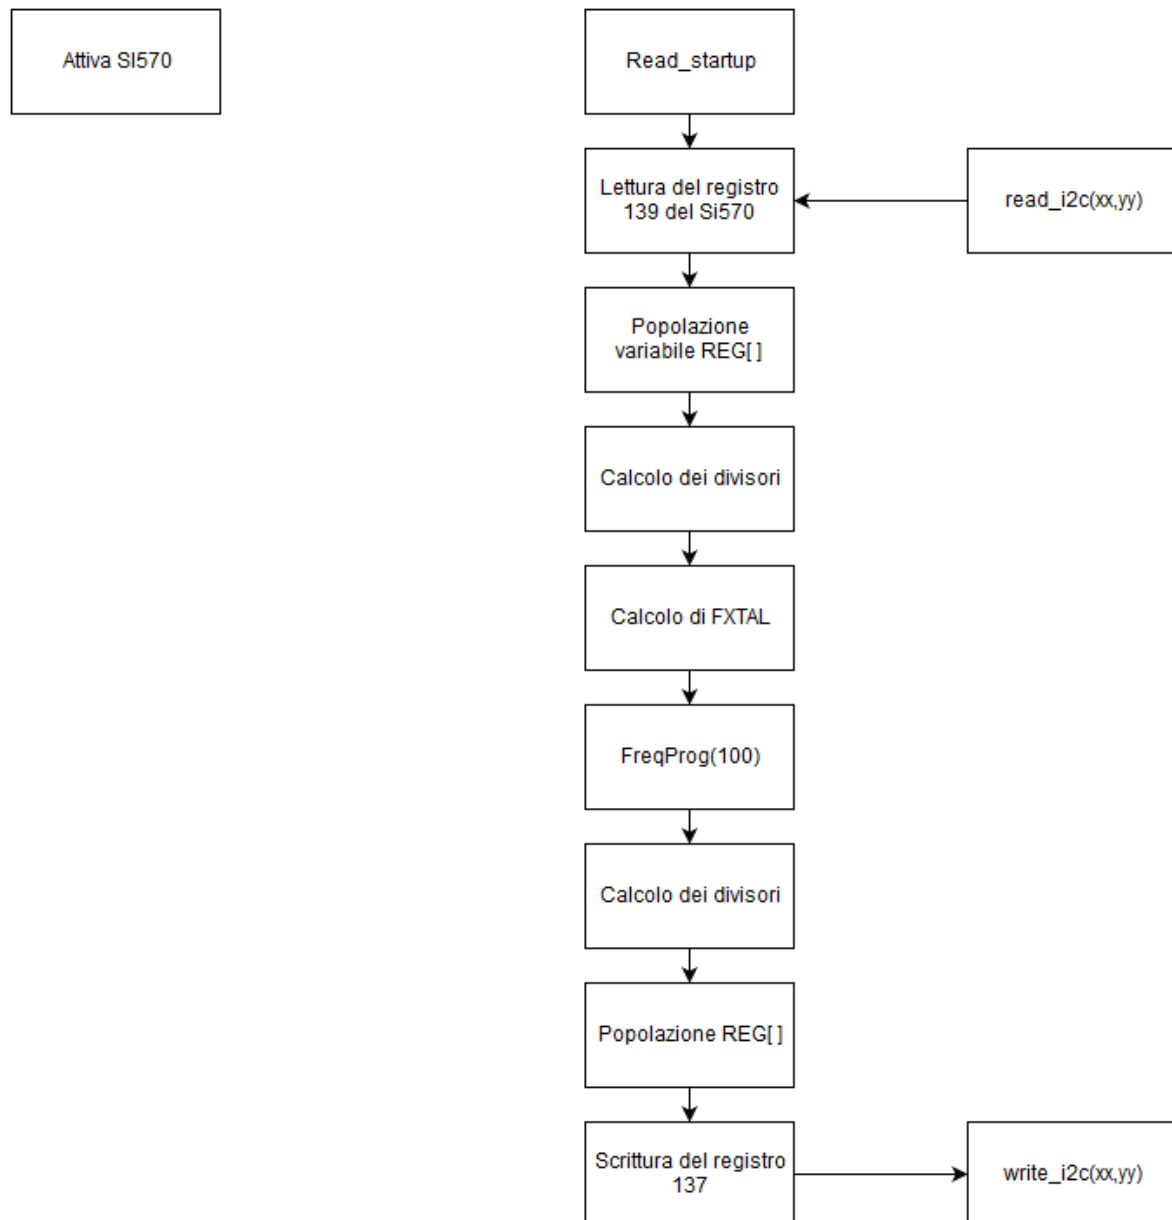 Attiva SI570
Read_startup
Lettura del registro
139 del Si570
read_i2c(xx,yy)
Popolazione
variabile REG[ ]
Calcolo dei divisori
Calcolo di FXTAL
FreqProg(100)
Calcolo dei divisori
Popolazione REG[ ]
Scrittura del registro
137
write_i2c(xx,yy)